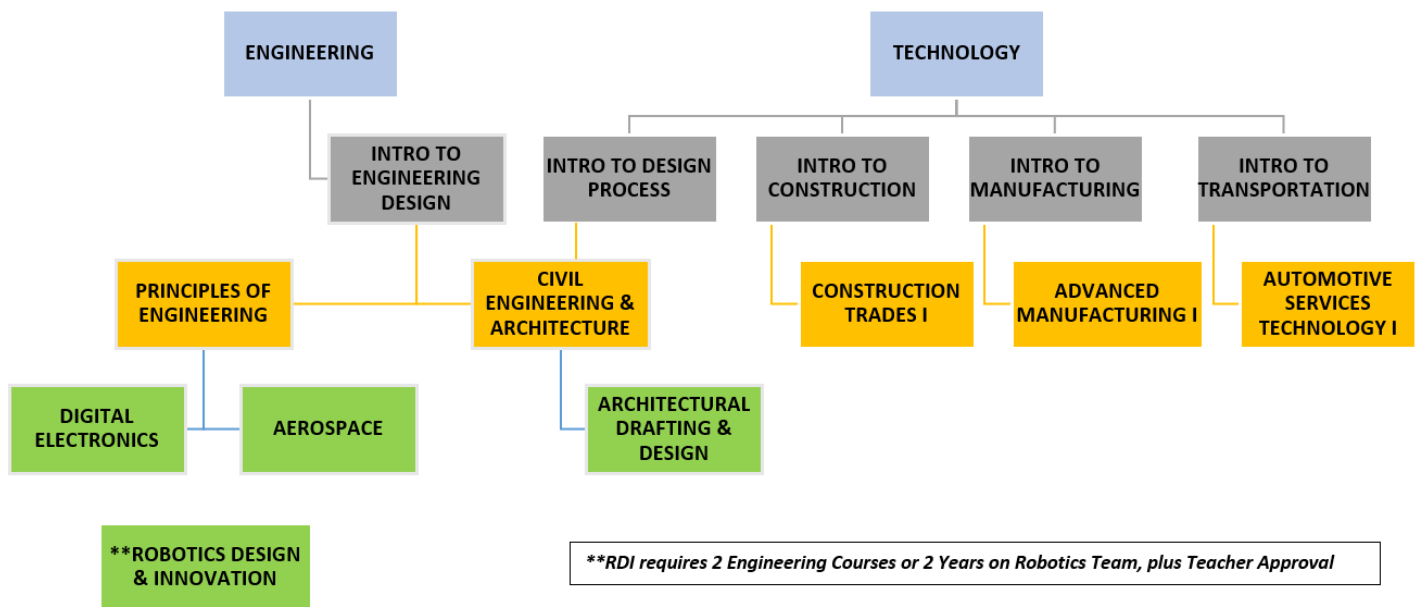 ENGINEERING
TECHNOLOGY
INTRO TO
ENGINEERING
DESIGN
INTRO TO DESIGN
PROCESS
INTRO TO
CONSTRUCTION
INTRO TO
MANUFACTURING
INTRO TO
TRANSPORTATION
PRINCIPLES OF
ENGINEERING
CIVIL
ENGINEERING &
ARCHITECTURE
CONSTRUCTION
TRADES I
ADVANCED
MANUFACTURING I
AUTOMOTIVE
SERVICES
TECHNOLOGY I
DIGITAL
ELECTRONICS
AEROSPACE
ARCHITECTURAL
DRAFTING &
DESIGN
**ROBOTICS DESIGN
& INNOVATION
**RDI requires 2 Engineering Courses or 2 Years on Robotics Team, plus Teacher Approval